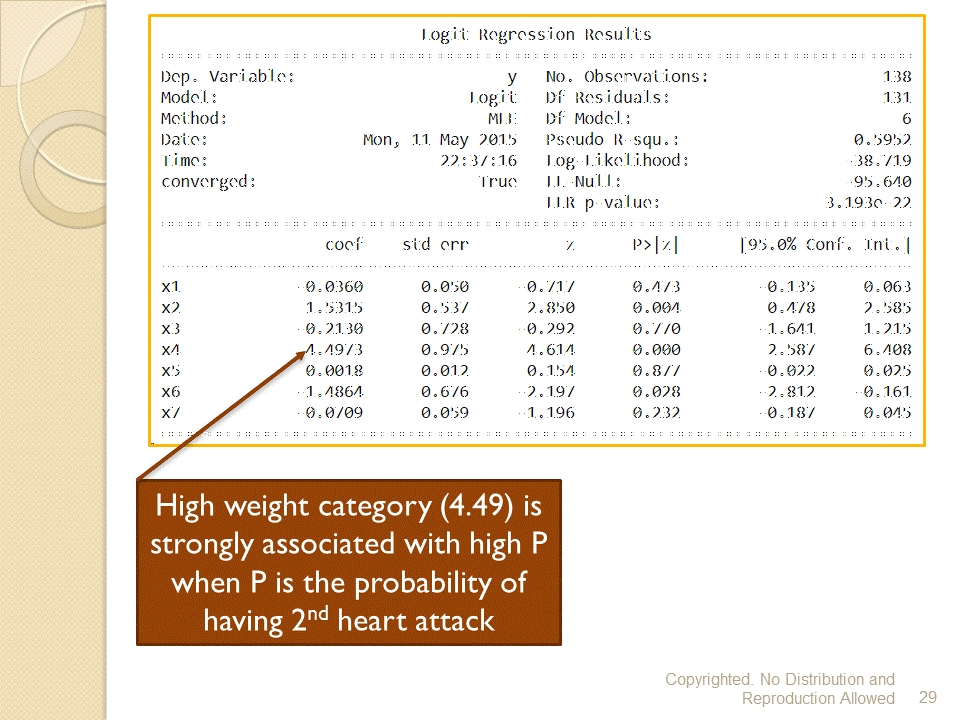 Logit Regression Results
Dep. Variable: y No. Observations: 138
Model: Logit Df Residuals: 131
Method: MLE Df Model: 6
Date: Mon, 11 May 2015 Pseudo R-squ.: 0.5952
Time: 22:37:16 Log-Likelihood: -38.719
converged: True LL-Null: -95.640
LLR p-value: 3.193e-22
coef std err z P>|z| [95.0% Conf. Int.]
x1 -0.0360 0.050 -0.717 0.473 -0.135 0.063
x2 1.5315 0.537 2.850 0.004 0.478 2.585
x3 -0.2130 0.728 -0.292 0.770 -1.641 1.215
x4 4.4973 0.975 4.614 0.000 2.587 6.408
x5 0.0018 0.012 0.154 0.877 -0.022 0.025
x6 -1.4864 0.676 -2.197 0.028 -2.812 -0.161
x7 -0.0709 0.059 -1.196 0.232 -0.187 0.045
High weight category (4.49) is
strongly associated with high P
when P is the probability of
having 2nd heart attack
Copyrighted. No Distribution and
Reproduction Allowed 29